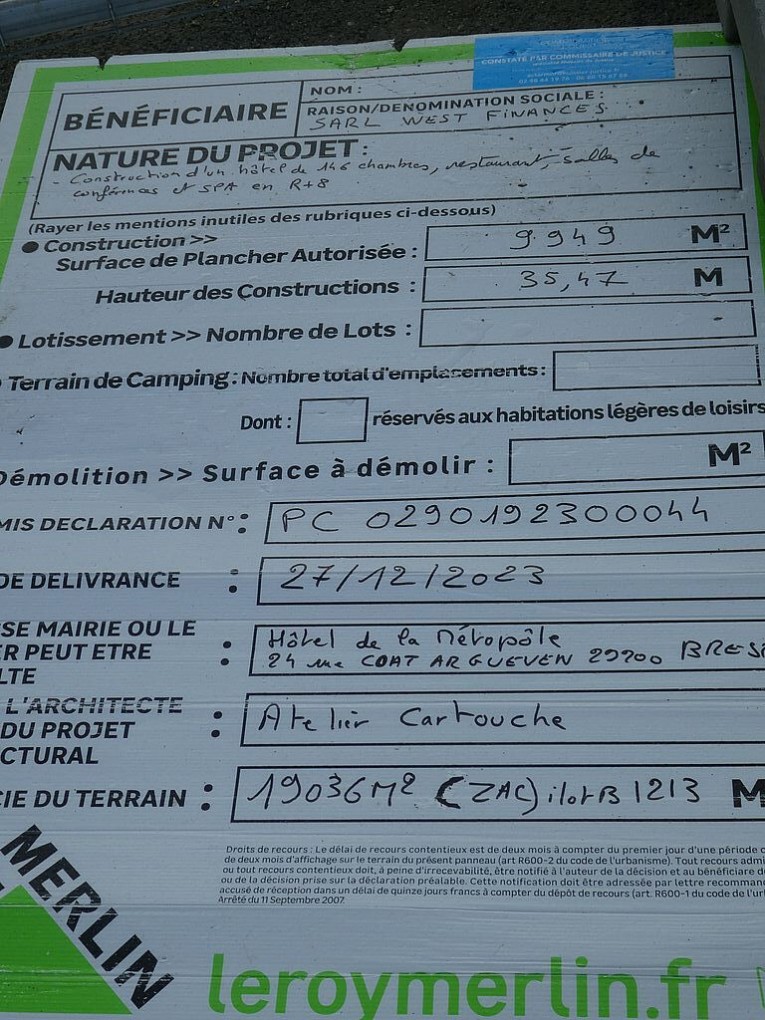 CONSTATÉ PAR COMMISSAIRE DE JUSTICE
BÉNÉFICIAIRE
NOM :
RAISON/DENOMINATION SOCIALE :
SARL WEST FINANCES
NATURE DU PROJET :
- Construction d'un hôtel de 146 chambres, restaurant, salles de
conférences et SPA en R+8
(Rayer les mentions inutiles des rubriques ci-dessous)
● Construction >>
Surface de Plancher Autorisée : 9 949 M²
Hauteur des Constructions : 35,47 M
● Lotissement >> Nombre de Lots :
Terrain de Camping : Nombre total d'emplacements :
Dont : réservés aux habitations légères de loisirs
Démolition >> Surface à démolir : M²
MIS DECLARATION N° : PC 0290192300044
DE DELIVRANCE : 27/12/2023
SE MAIRIE OU LE
R PEUT ETRE :
LTE
Hôtel de la Métropôle
24 rue COAT AR GUEVEN 29200 BRES
L'ARCHITECTE
DU PROJET :
CTURAL
Atelier Cartouche
CIE DU TERRAIN : 19036 M² (ZAC) ilot B 1213 M
Droits de recours : Le délai de recours contentieux est de deux mois à compter du premier jour d'une période c
de deux mois d'affichage sur le terrain du présent panneau (art R600-2 du code de l'urbanisme). Tout recours admi
ou tout recours contentieux doit, à peine d'irrecevabilité, être notifié à l'auteur de la décision et au bénéficiaire d
ou de la décision prise sur la déclaration préalable. Cette notification doit être adressée par lettre recomman
accusé de réception dans un délai de quinze jours francs à compter du dépôt de recours (art. R600-1 du code de l'ur
Arrêté du 11 Septembre 2007.
MERLIN
leroymerlin.fr